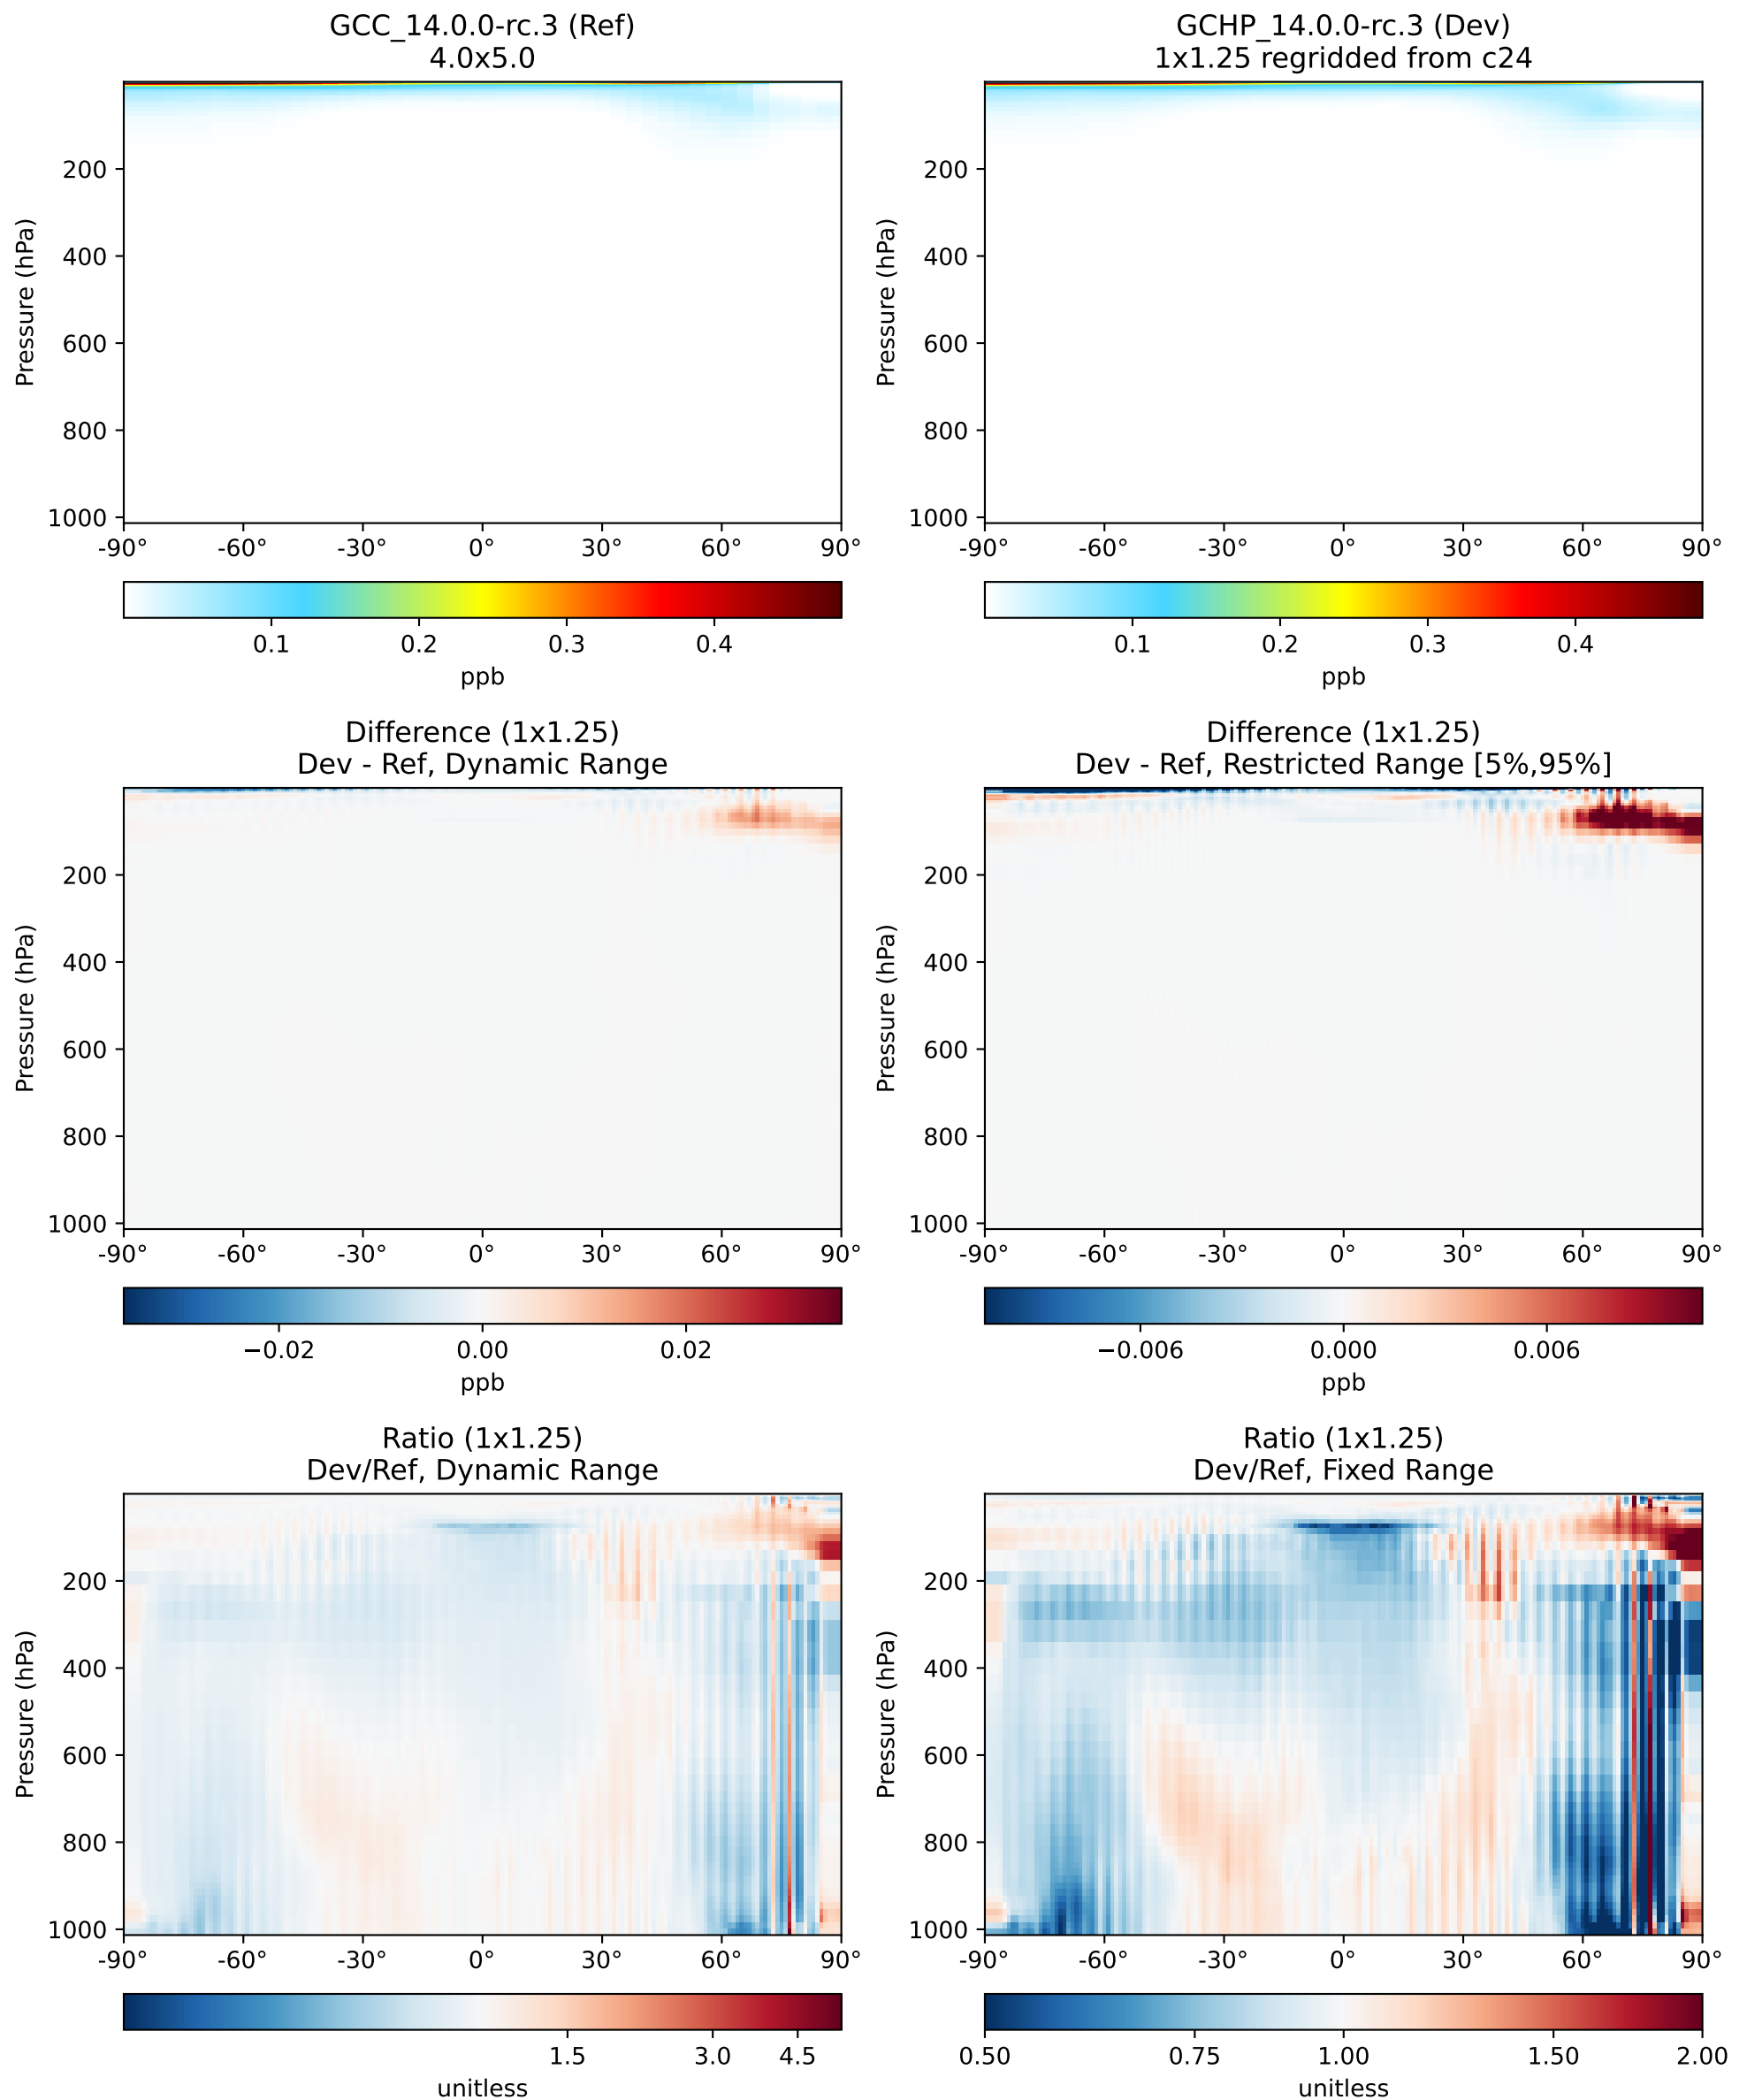 GCC_14.0.0-rc.3 (Ref)
4.0x5.0
Pressure (hPa)
200
400
600
800
1000
-90° -60° -30° 0° 30° 60° 90°
0.1 0.2 0.3 0.4
ppb
GCHP_14.0.0-rc.3 (Dev)
1x1.25 regridded from c24
Pressure (hPa)
200
400
600
800
1000
-90° -60° -30° 0° 30° 60° 90°
0.1 0.2 0.3 0.4
ppb
Difference (1x1.25)
Dev - Ref, Dynamic Range
Pressure (hPa)
200
400
600
800
1000
-90° -60° -30° 0° 30° 60° 90°
−0.02 0.00 0.02
ppb
Difference (1x1.25)
Dev - Ref, Restricted Range [5%,95%]
Pressure (hPa)
200
400
600
800
1000
-90° -60° -30° 0° 30° 60° 90°
−0.006 0.000 0.006
ppb
Ratio (1x1.25)
Dev/Ref, Dynamic Range
Pressure (hPa)
200
400
600
800
1000
-90° -60° -30° 0° 30° 60° 90°
1.5 3.0 4.5
unitless
Ratio (1x1.25)
Dev/Ref, Fixed Range
Pressure (hPa)
200
400
600
800
1000
-90° -60° -30° 0° 30° 60° 90°
0.50 0.75 1.00 1.50 2.00
unitless